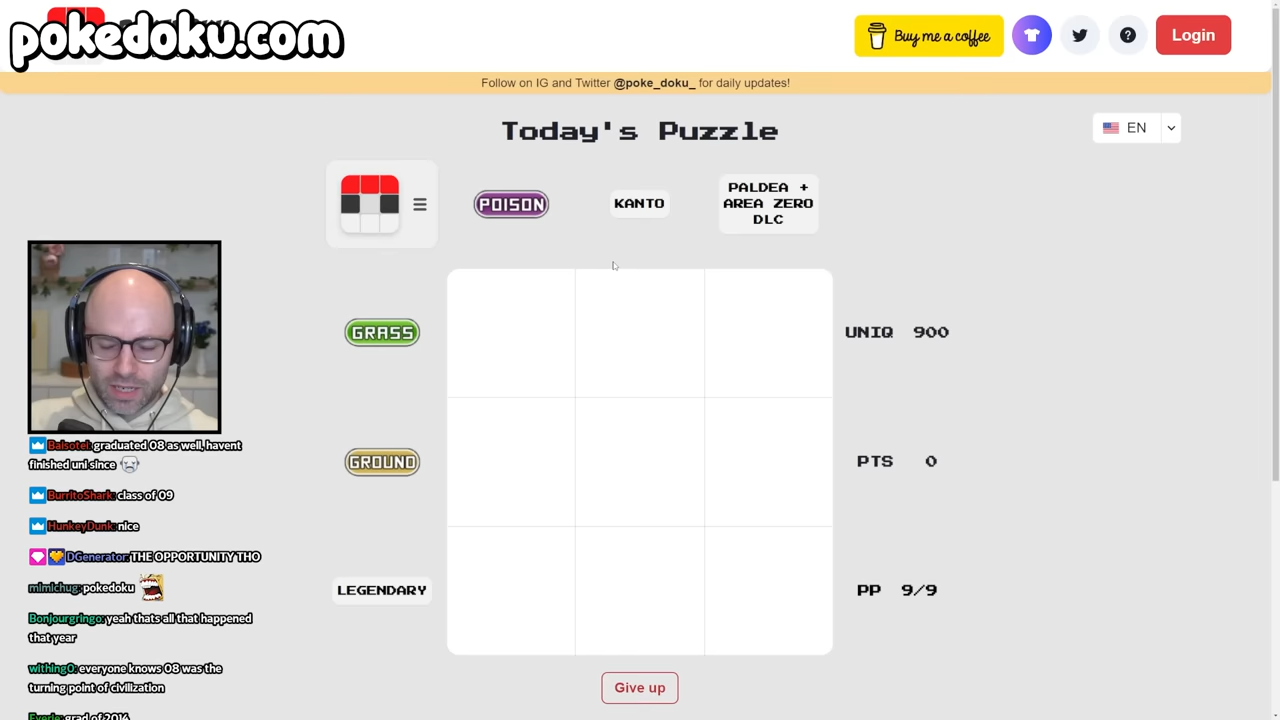 pokedoku.com
Buy me a coffee
Login
Follow on IG and Twitter @poke_doku_ for daily updates!
Today's Puzzle
EN
POISON
KANTO
PALDEA +
AREA ZERO
DLC
GRASS
UNIQ 900
GROUND
PTS 0
LEGENDARY
PP 9/9
Give up
Baisotei: graduated 08 as well, havent
finished uni since
BurritoShark: class of 09
HunkeyDunk: nice
DGenerator: THE OPPORTUNITY THO
mimichug: pokedoku
Bonjourgringo: yeah thats all that happened
that year
withing0: everyone knows 08 was the
turning point of civilization
grad of 2016